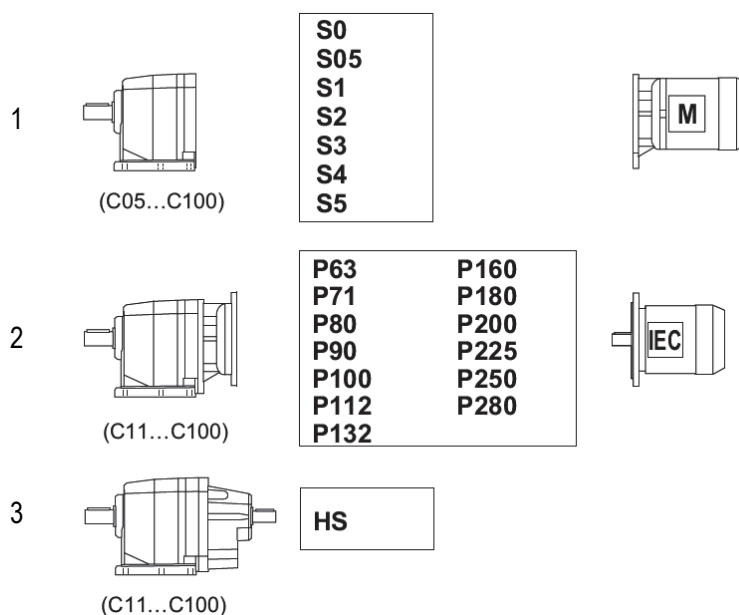 1
S0
S05
S1
S2
S3
S4
S5
M
(C05...C100)
2
P63 P160
P71 P180
P80 P200
P90 P225
P100 P250
P112 P280
P132
IEC
(C11...C100)
3
HS
(C11...C100)